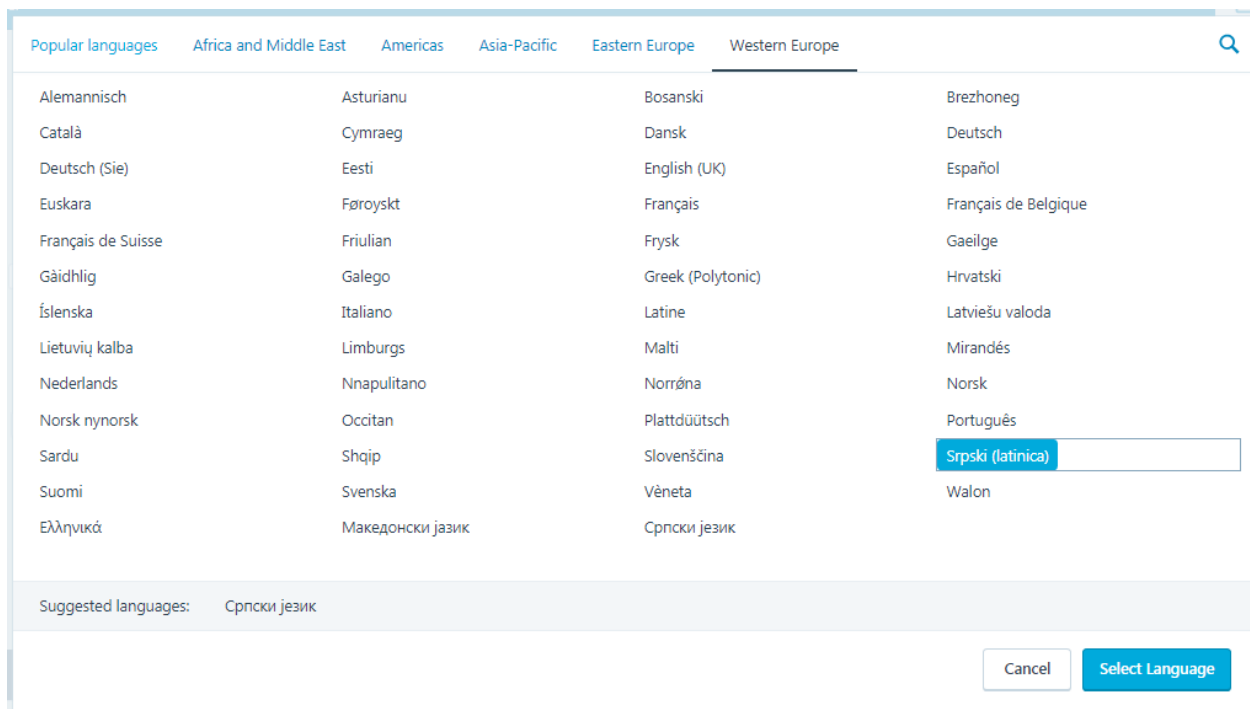 Popular languages Africa and Middle East Americas Asia-Pacific Eastern Europe Western Europe
Alemannisch Asturianu Bosanski Brezhoneg
Català Cymraeg Dansk Deutsch
Deutsch (Sie) Eesti English (UK) Español
Euskara Føroyskt Français Français de Belgique
Français de Suisse Friulian Frysk Gaeilge
Gàidhlig Galego Greek (Polytonic) Hrvatski
Íslenska Italiano Latine Latviešu valoda
Lietuvių kalba Limburgs Malti Mirandés
Nederlands Nnapulitano Norrǿna Norsk
Norsk nynorsk Occitan Plattdüütsch Português
Sardu Shqip Slovenščina Srpski (latinica)
Suomi Svenska Vèneta Walon
Ελληνικά Македонски јазик Српски језик
Suggested languages: Српски језик
Cancel Select Language